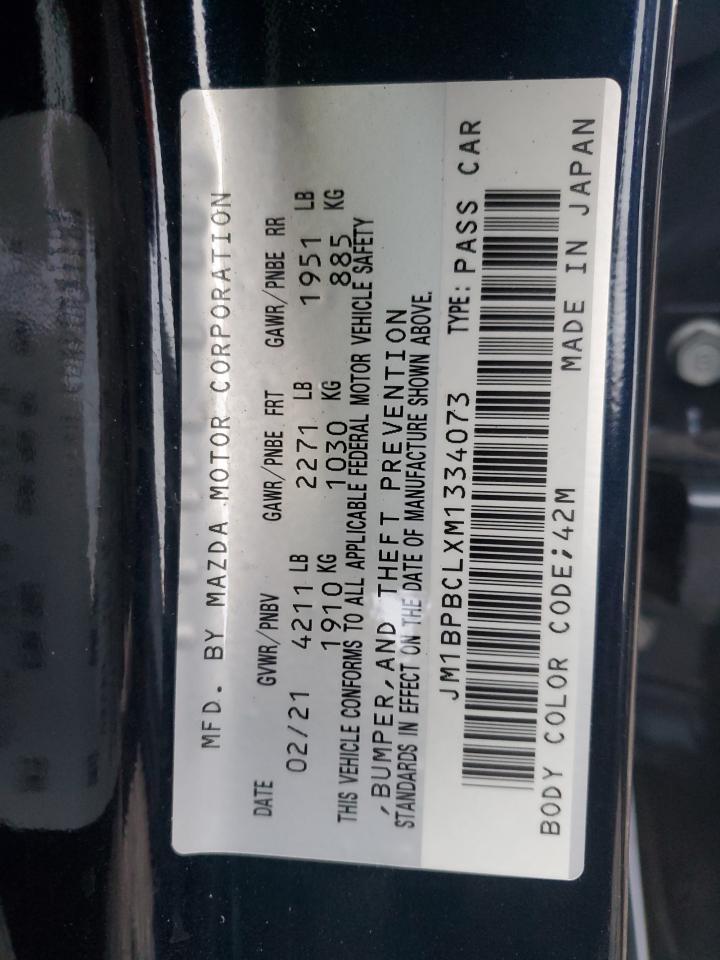 MFD. BY MAZDA MOTOR CORPORATION
DATE GVWR/PNBV GAWR/PNBE FRT GAWR/PNBE RR
02/21 4211 LB 2271 LB 1951 LB
1910 KG 1030 KG 885 KG
THIS VEHICLE CONFORMS TO ALL APPLICABLE FEDERAL MOTOR VEHICLE SAFETY
,BUMPER,AND THEFT PREVENTION
STANDARDS IN EFFECT ON THE DATE OF MANUFACTURE SHOWN ABOVE.
JM1BPBCLXM1334073 TYPE: PASS CAR
BODY COLOR CODE;42M MADE IN JAPAN